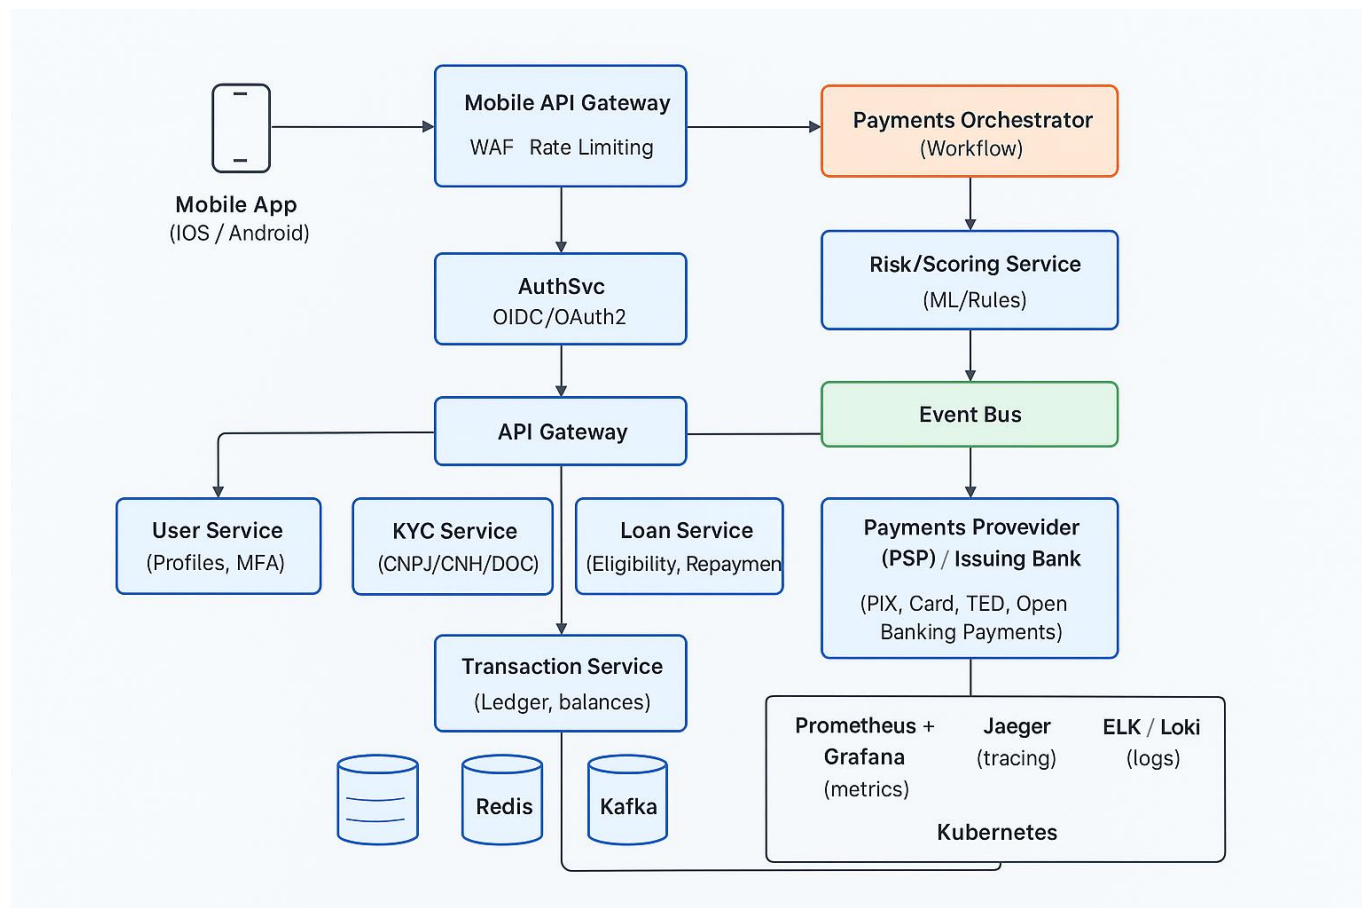 Mobile API Gateway
WAF Rate Limiting
Payments Orchestrator
(Workflow)
Mobile App
(IOS / Android)
AuthSvc
OIDC/OAuth2
Risk/Scoring Service
(ML/Rules)
API Gateway
Event Bus
User Service
(Profiles, MFA)
KYC Service
(CNPJ/CNH/DOC)
Loan Service
(Eligibility, Repaymen
Payments Provevider
(PSP) / Issuing Bank
(PIX, Card, TED, Open
Banking Payments)
Transaction Service
(Ledger, balances)
Redis
Kafka
Prometheus +
Grafana
(metrics)
Jaeger
(tracing)
ELK / Loki
(logs)
Kubernetes